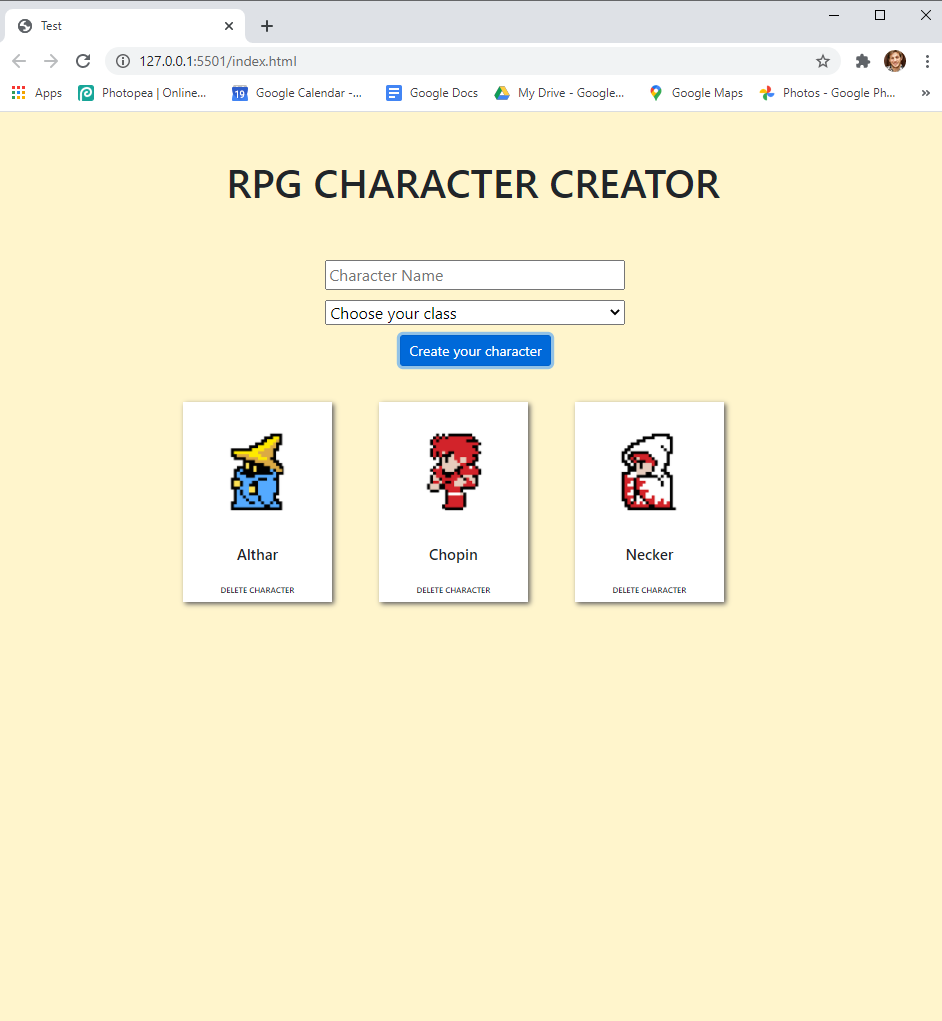 Test
127.0.0.1:5501/index.html
Apps Photopea | Online... 19 Google Calendar -... Google Docs My Drive - Google... Google Maps Photos - Google Ph... »
RPG CHARACTER CREATOR
Character Name
Choose your class
Create your character
Althar Chopin Necker
DELETE CHARACTER DELETE CHARACTER DELETE CHARACTER